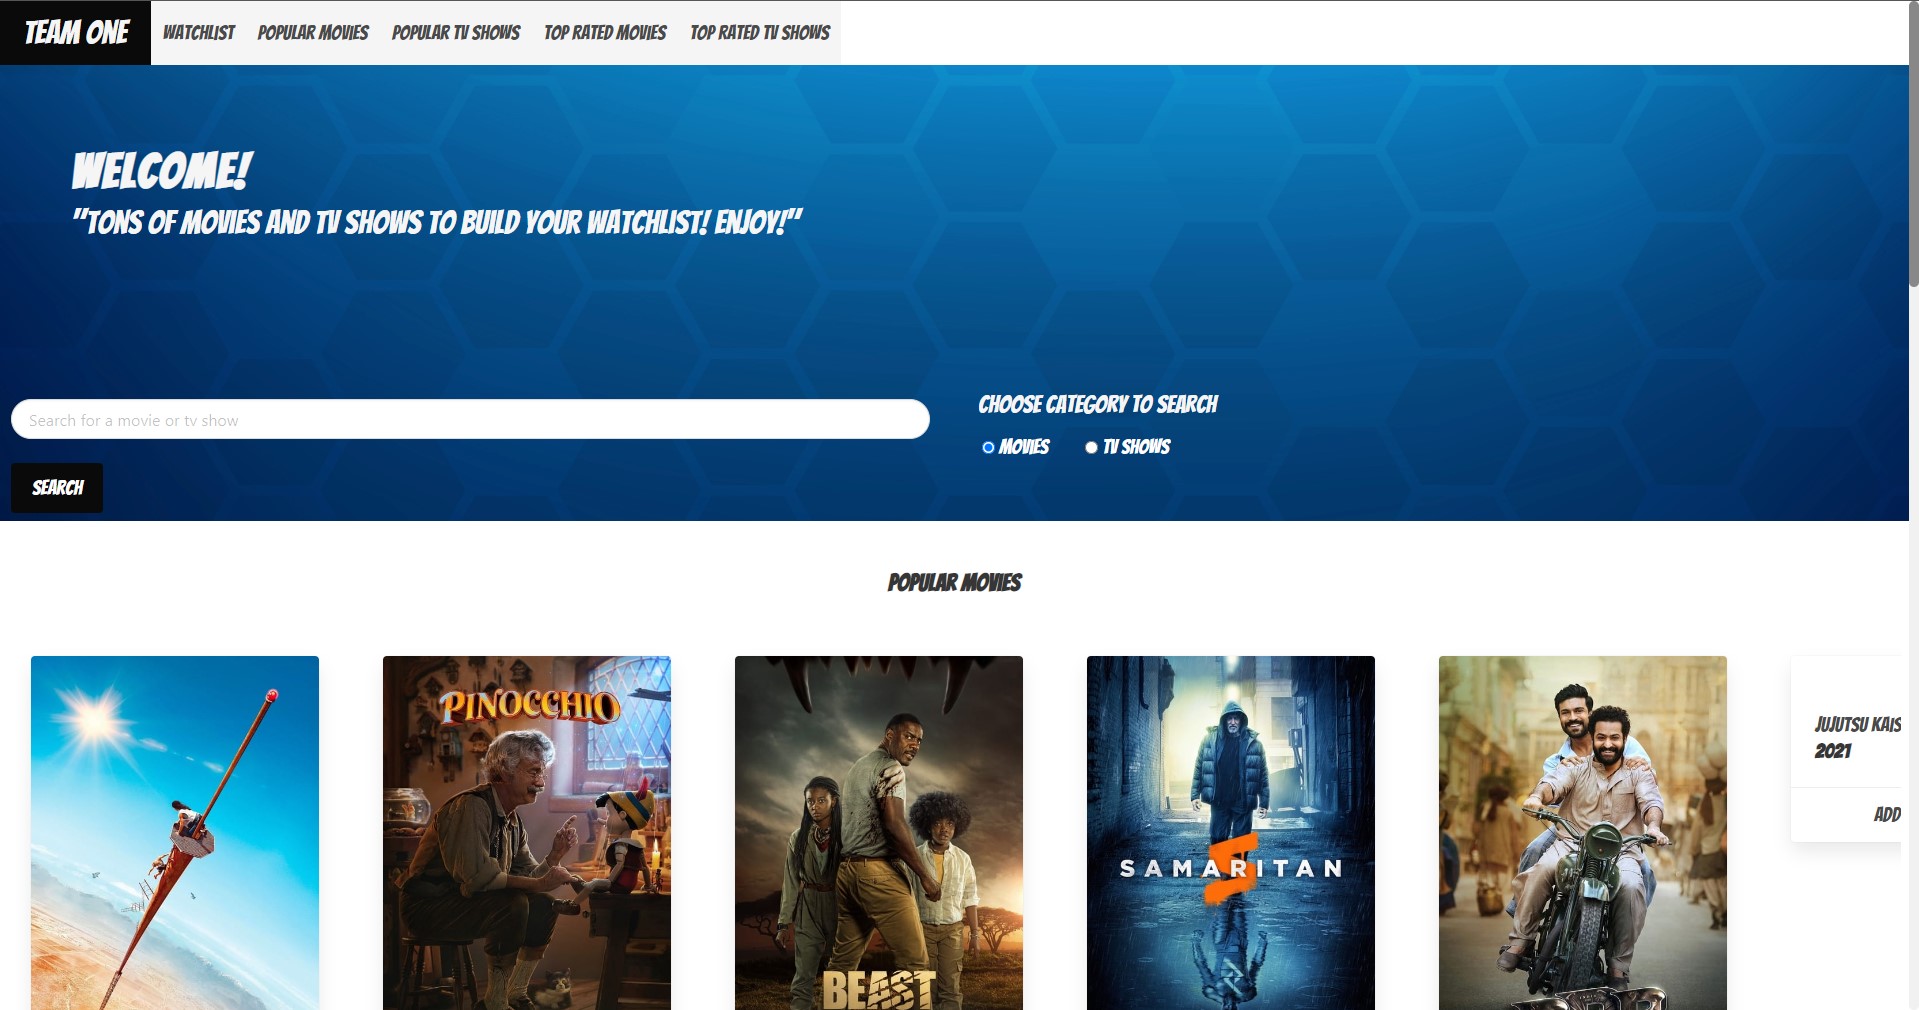 TEAM ONE
WATCHLIST
POPULAR MOVIES
POPULAR TV SHOWS
TOP RATED MOVIES
TOP RATED TV SHOWS
WELCOME!
"TONS OF MOVIES AND TV SHOWS TO BUILD YOUR WATCHLIST! ENJOY!"
Search for a movie or tv show
CHOOSE CATEGORY TO SEARCH
MOVIES
TV SHOWS
SEARCH
POPULAR MOVIES
PINOCCHIO
BEAST
SAMARITAN
JUJUTSU KAIS
2021
ADD